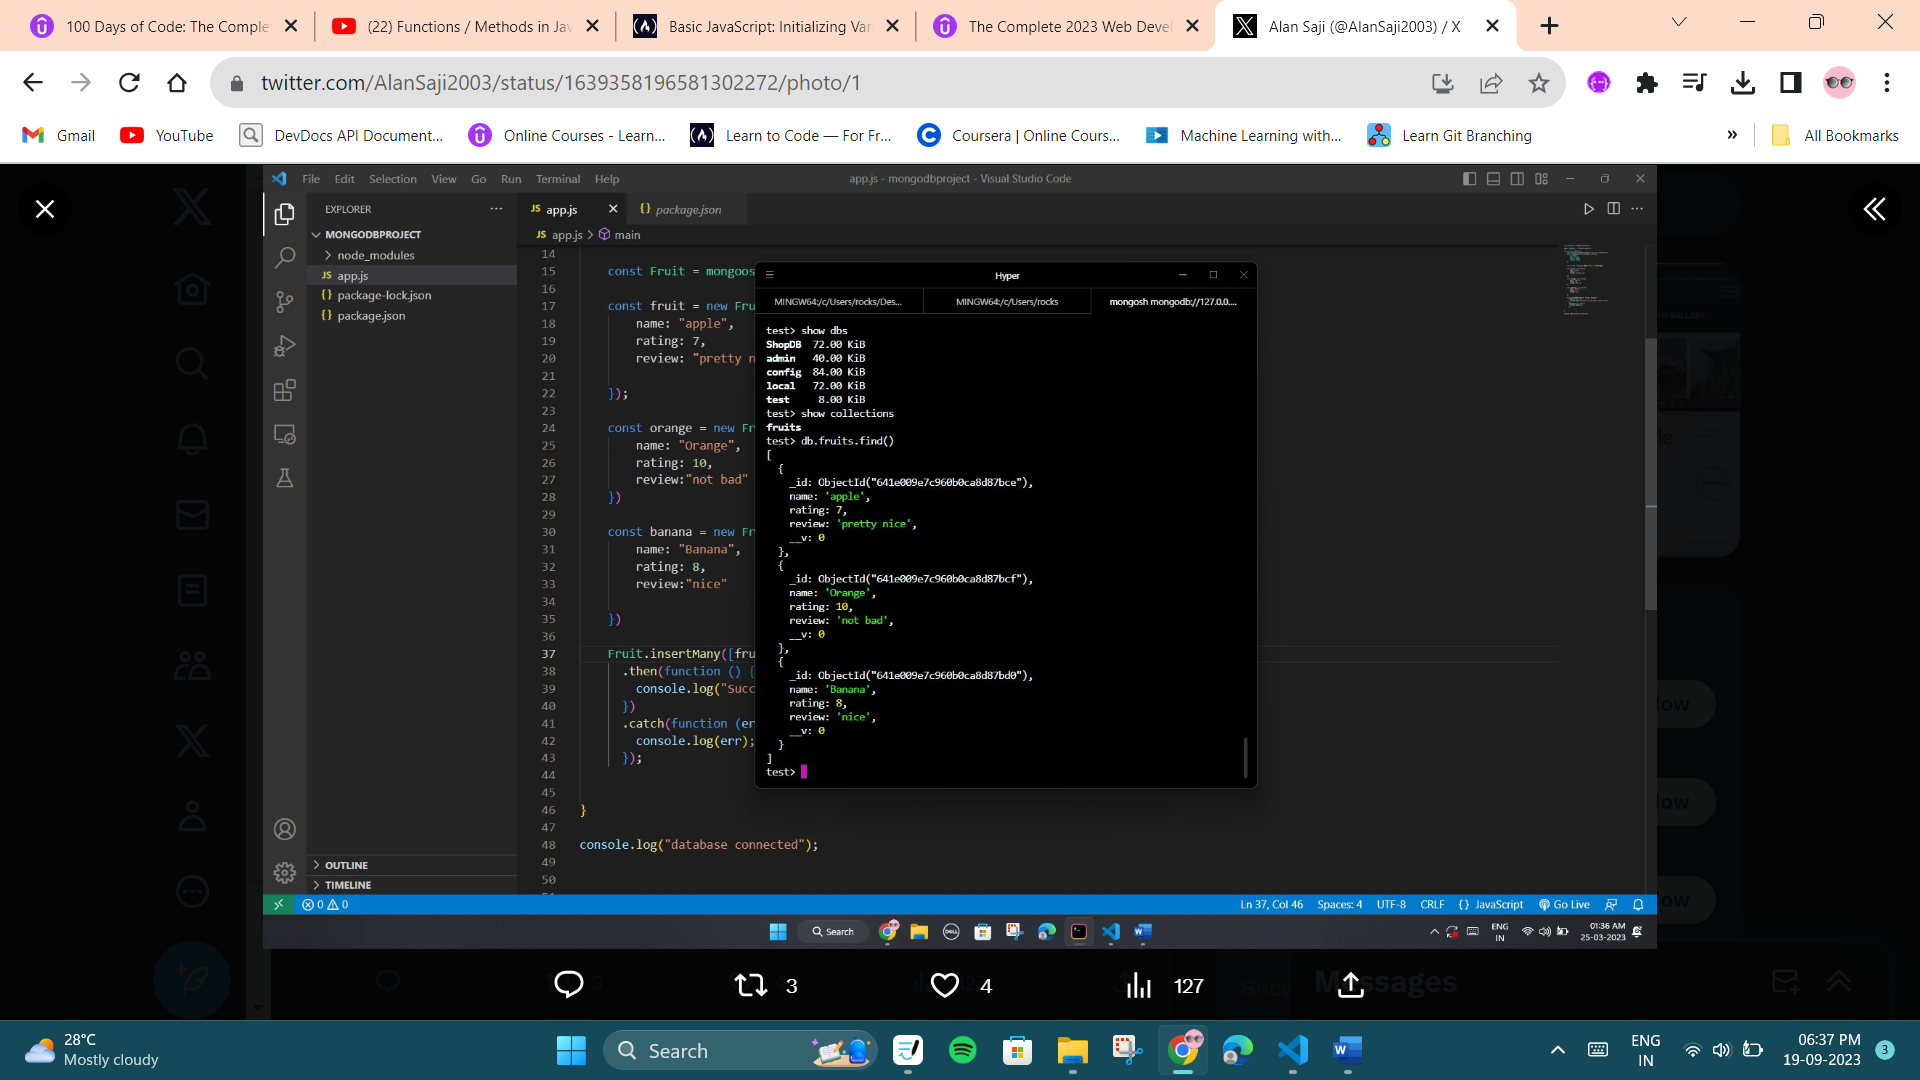 100 Days of Code: The Complet
(22) Functions / Methods in Jav
Basic JavaScript: Initializing Var
The Complete 2023 Web Devel
Alan Saji (@AlanSaji2003) / X
twitter.com/AlanSaji2003/status/1639358196581302272/photo/1
Gmail
YouTube
DevDocs API Document...
Online Courses - Learn...
Learn to Code — For Fr...
Coursera | Online Cours...
Machine Learning with...
Learn Git Branching
»
All Bookmarks
File Edit Selection View Go Run Terminal Help
app.js - mongodbproject - Visual Studio Code
EXPLORER
MONGODBPROJECT
node_modules
JS app.js
{} package-lock.json
{} package.json
OUTLINE
TIMELINE
JS app.js
{} package.json
JS app.js > main
14
15 const Fruit = mongoos
16
17 const fruit = new Fru
18 name: "apple",
19 rating: 7,
20 review: "pretty n
21
22 });
23
24 const orange = new Fr
25 name: "Orange",
26 rating: 10,
27 review:"not bad"
28 })
29
30 const banana = new Fr
31 name: "Banana",
32 rating: 8,
33 review:"nice"
34
35 })
36
37 Fruit.insertMany([fru
38 .then(function () {
39 console.log("Succ
40 })
41 .catch(function (er
42 console.log(err);
43 });
44
45
46 }
47
48 console.log("database connected");
49
50
Hyper
MINGW64:/c/Users/rocks/Des...
MINGW64:/c/Users/rocks
mongosh mongodb://127.0.0....
test> show dbs
ShopDB 72.00 KiB
admin 40.00 KiB
config 84.00 KiB
local 72.00 KiB
test 8.00 KiB
test> show collections
fruits
test> db.fruits.find()
[
{
_id: ObjectId("641e009e7c960b0ca8d87bce"),
name: 'apple',
rating: 7,
review: 'pretty nice',
__v: 0
},
{
_id: ObjectId("641e009e7c960b0ca8d87bcf"),
name: 'Orange',
rating: 10,
review: 'not bad',
__v: 0
},
{
_id: ObjectId("641e009e7c960b0ca8d87bd0"),
name: 'Banana',
rating: 8,
review: 'nice',
__v: 0
}
]
test>
0 0
Ln 37, Col 46 Spaces: 4 UTF-8 CRLF {} JavaScript Go Live
Search
DELL
ENG
IN
01:36 AM
25-03-2023
3
4
127
Messages
28°C
Mostly cloudy
Search
ENG
IN
06:37 PM
19-09-2023
3